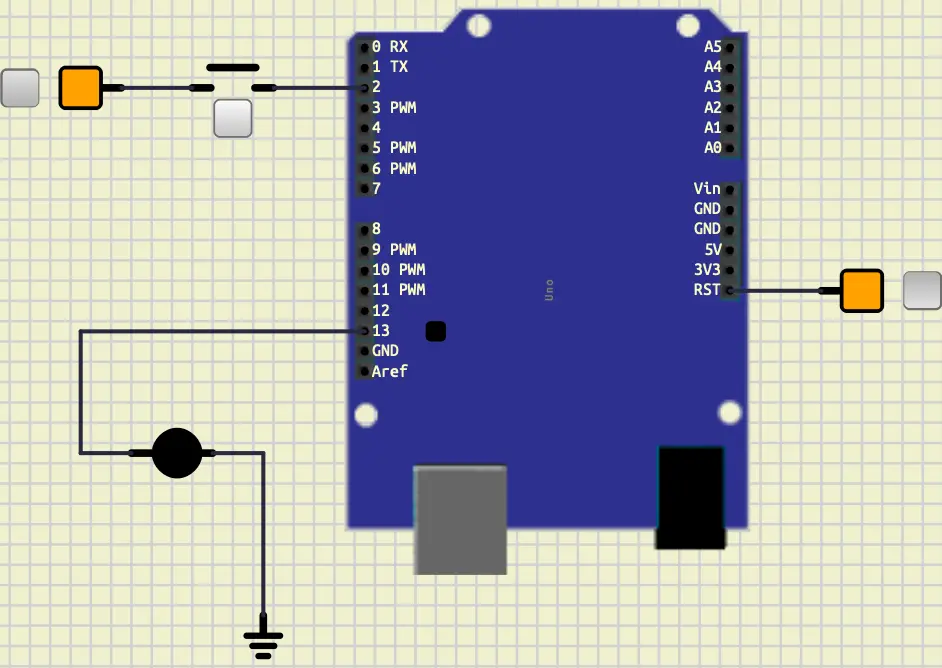 0 RX
1 TX
2
3 PWM
4
5 PWM
6 PWM
7
8
9 PWM
10 PWM
11 PWM
12
13
GND
Aref
Uno
A5
A4
A3
A2
A1
A0
Vin
GND
GND
5V
3V3
RST